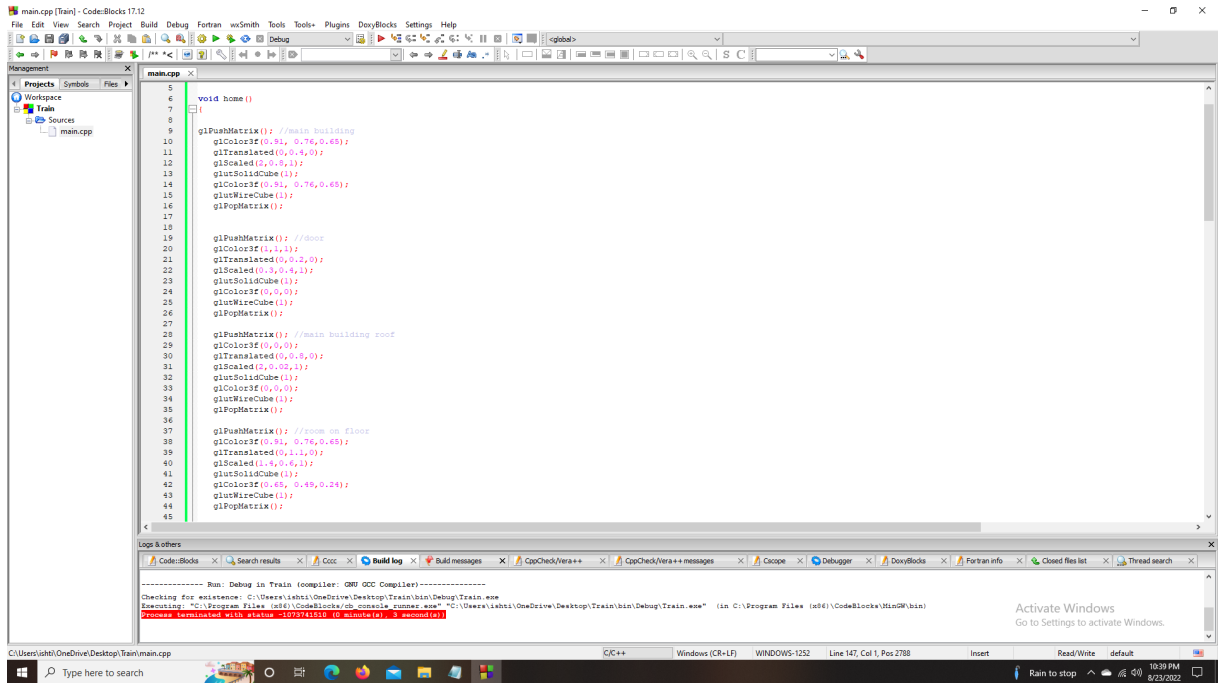 main.cpp [Train] - Code::Blocks 17.12
File Edit View Search Project Build Debug Fortran wxSmith Tools Tools+ Plugins DoxyBlocks Settings Help
Debug <global>
/** *< S C
Management
Projects Symbols Files
Workspace
Train
Sources
main.cpp
main.cpp
5
6 void home()
7 {
8
9 glPushMatrix(); //main building
10 glColor3f(0.91, 0.76,0.65);
11 glTranslated(0,0.4,0);
12 glScaled(2,0.8,1);
13 glutSolidCube(1);
14 glColor3f(0.91, 0.76,0.65);
15 glutWireCube(1);
16 glPopMatrix();
17
18
19 glPushMatrix(); //door
20 glColor3f(1,1,1);
21 glTranslated(0,0.2,0);
22 glScaled(0.3,0.4,1);
23 glutSolidCube(1);
24 glColor3f(0,0,0);
25 glutWireCube(1);
26 glPopMatrix();
27
28 glPushMatrix(); //main building roof
29 glColor3f(0,0,0);
30 glTranslated(0,0.8,0);
31 glScaled(2,0.02,1);
32 glutSolidCube(1);
33 glColor3f(0,0,0);
34 glutWireCube(1);
35 glPopMatrix();
36
37 glPushMatrix(); //room on floor
38 glColor3f(0.91, 0.76,0.65);
39 glTranslated(0,1.1,0);
40 glScaled(1.4,0.6,1);
41 glutSolidCube(1);
42 glColor3f(0.65, 0.49,0.24);
43 glutWireCube(1);
44 glPopMatrix();
45
Logs & others
Code::Blocks Search results Cccc Build log Build messages CppCheck/Vera++ CppCheck/Vera++ messages Cscope Debugger DoxyBlocks Fortran info Closed files list Thread search
-------------- Run: Debug in Train (compiler: GNU GCC Compiler)---------------
Checking for existence: C:\Users\ishti\OneDrive\Desktop\Train\bin\Debug\Train.exe
Executing: "C:\Program Files (x86)\CodeBlocks/cb_console_runner.exe" "C:\Users\ishti\OneDrive\Desktop\Train\bin\Debug\Train.exe" (in C:\Program Files (x86)\CodeBlocks\MinGW\bin)
Process terminated with status -1073741510 (0 minute(s), 3 second(s))
Activate Windows
Go to Settings to activate Windows.
C:\Users\ishti\OneDrive\Desktop\Train\main.cpp C/C++ Windows (CR+LF) WINDOWS-1252 Line 147, Col 1, Pos 2788 Insert Read/Write default
Type here to search Rain to stop 10:39 PM
8/23/2022